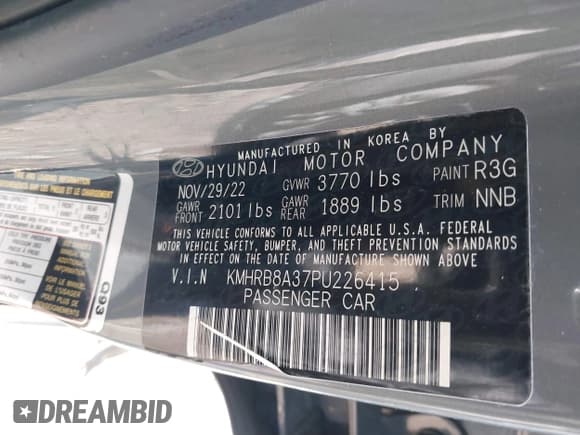 MANUFACTURED IN KOREA BY
HYUNDAI MOTOR COMPANY
NOV/29/22 GVWR 3770 lbs PAINT R3G
GAWR FRONT 2101 lbs GAWR REAR 1889 lbs TRIM NNB
THIS VEHICLE CONFORMS TO ALL APPLICABLE U.S.A. FEDERAL
MOTOR VEHICLE SAFETY, BUMPER, AND THEFT PREVENTION STANDARDS
IN EFFECT ON THE DATE OF MANUFACTURE SHOWN ABOVE.
V.I.N KMHRB8A37PU226415
PASSENGER CAR
Q93
DREAMBID